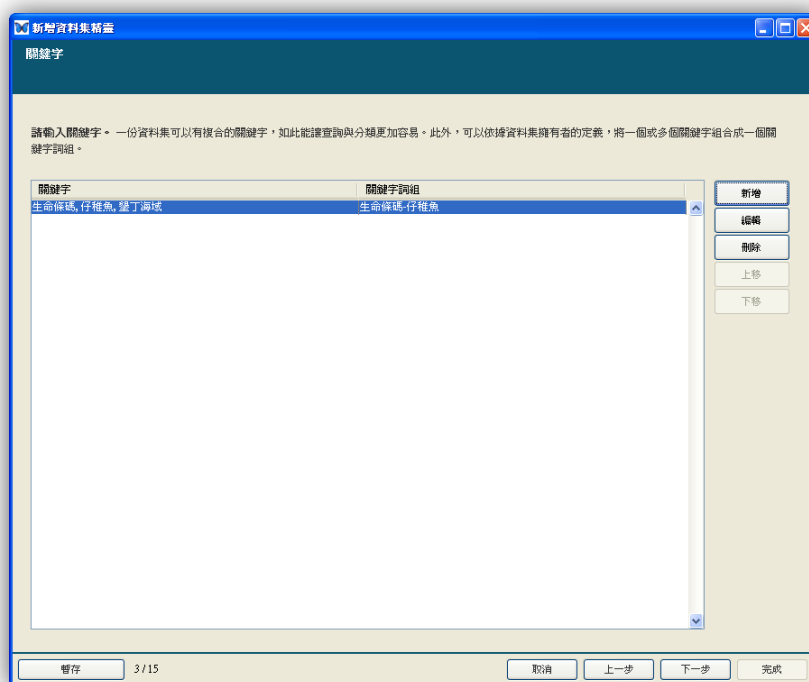 新增資料集精靈
關鍵字
請輸入關鍵字。 一份資料集可以有複合的關鍵字，如此能讓查詢與分類更加容易。此外，可以依據資料集擁有者的定義，將一個或多個關鍵字組合成一個關
鍵字詞組。
關鍵字 關鍵字詞組
生命條碼, 仔稚魚, 墾丁海域 生命條碼-仔稚魚
新增
編輯
刪除
上移
下移
暫存 3 / 15 取消 上一步 下一步 完成